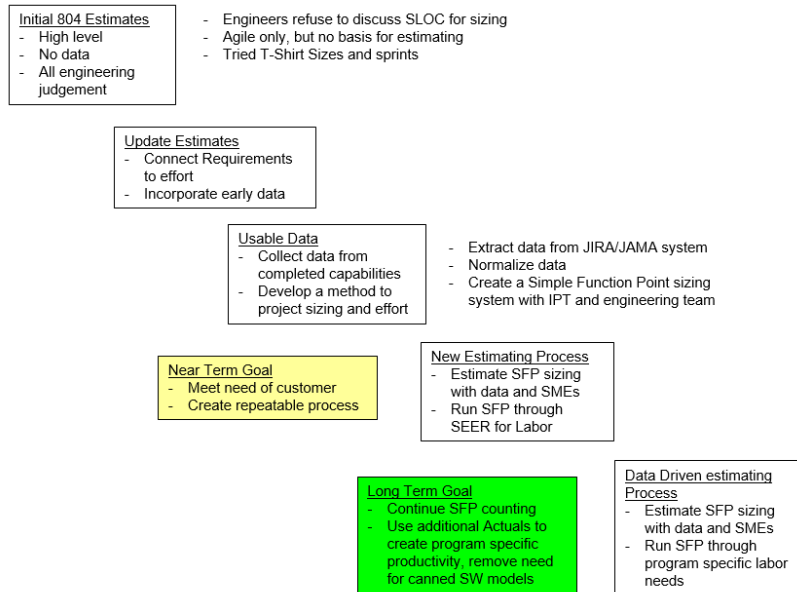 Initial 804 Estimates
- High level
- No data
- All engineering
judgement
- Engineers refuse to discuss SLOC for sizing
- Agile only, but no basis for estimating
- Tried T-Shirt Sizes and sprints
Update Estimates
- Connect Requirements
to effort
- Incorporate early data
Usable Data
- Collect data from
completed capabilities
- Develop a method to
project sizing and effort
- Extract data from JIRA/JAMA system
- Normalize data
- Create a Simple Function Point sizing
system with IPT and engineering team
Near Term Goal
- Meet need of customer
- Create repeatable process
New Estimating Process
- Estimate SFP sizing
with data and SMEs
- Run SFP through
SEER for Labor
Long Term Goal
- Continue SFP counting
- Use additional Actuals to
create program specific
productivity, remove need
for canned SW models
Data Driven estimating
Process
- Estimate SFP sizing
with data and SMEs
- Run SFP through
program specific labor
needs